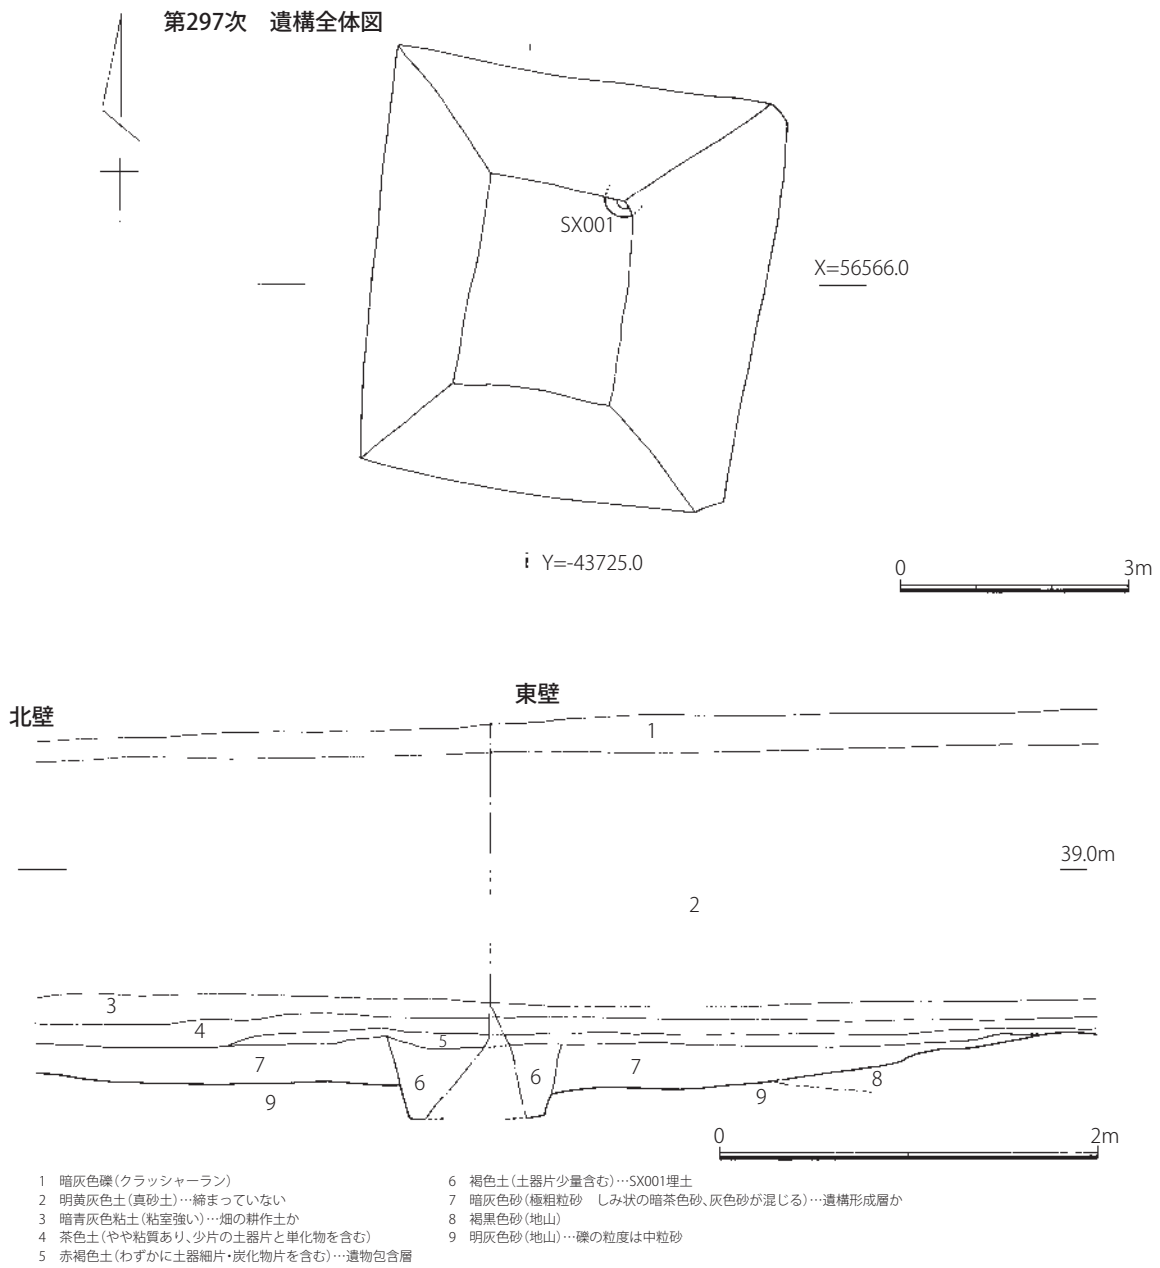 第297次　遺構全体図
SX001
X=56566.0
Y=-43725.0
0 3m
北壁
東壁
1
39.0m
2
3
4
5
7
6
6
7
8
9
9
0 2m
1 暗灰色礫（クラッシャーラン）
2 明黄灰色土（真砂土）…締まっていない
3 暗青灰色粘土（粘室強い）…畑の耕作土か
4 茶色土（やや粘質あり、少片の土器片と単化物を含む）
5 赤褐色土（わずかに土器細片・炭化物片を含む）…遺物包含層
6 褐色土（土器片少量含む）…SX001埋土
7 暗灰色砂（極粗粒砂　しみ状の暗茶色砂、灰色砂が混じる）…遺構形成層か
8 褐黒色砂（地山）
9 明灰色砂（地山）…礫の粒度は中粒砂